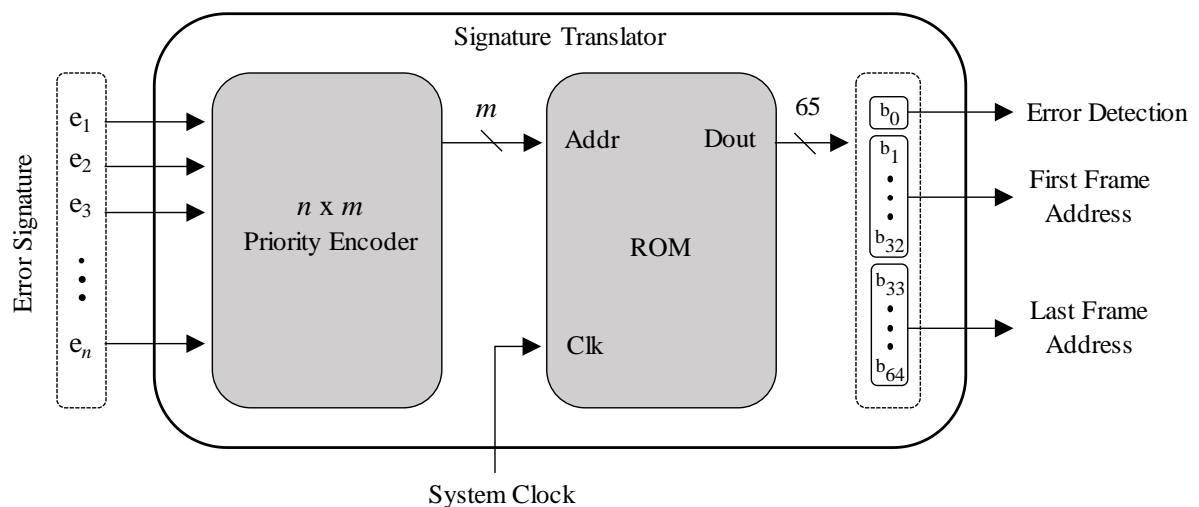 Signature Translator
Error Signature
e1
e2
e3
en
n x m
Priority Encoder
m
Addr
Dout
ROM
Clk
65
b0
b1
b32
b33
b64
Error Detection
First Frame
Address
Last Frame
Address
System Clock